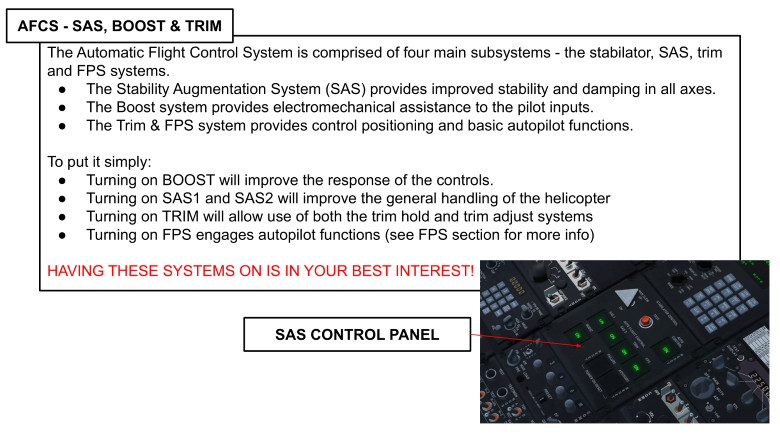 AFCS - SAS, BOOST & TRIM
The Automatic Flight Control System is comprised of four main subsystems - the stabilator, SAS, trim
and FPS systems.
● The Stability Augmentation System (SAS) provides improved stability and damping in all axes.
● The Boost system provides electromechanical assistance to the pilot inputs.
● The Trim & FPS system provides control positioning and basic autopilot functions.
To put it simply:
● Turning on BOOST will improve the response of the controls.
● Turning on SAS1 and SAS2 will improve the general handling of the helicopter
● Turning on TRIM will allow use of both the trim hold and trim adjust systems
● Turning on FPS engages autopilot functions (see FPS section for more info)
HAVING THESE SYSTEMS ON IS IN YOUR BEST INTEREST!
SAS CONTROL PANEL
ON
ON
ON
ON
ON